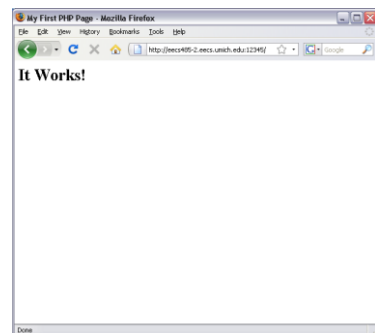 My First PHP Page - Mozilla Firefox
File Edit View History Bookmarks Tools Help
http://eecs485-2.eecs.umich.edu:12345/ Google
It Works!
Done